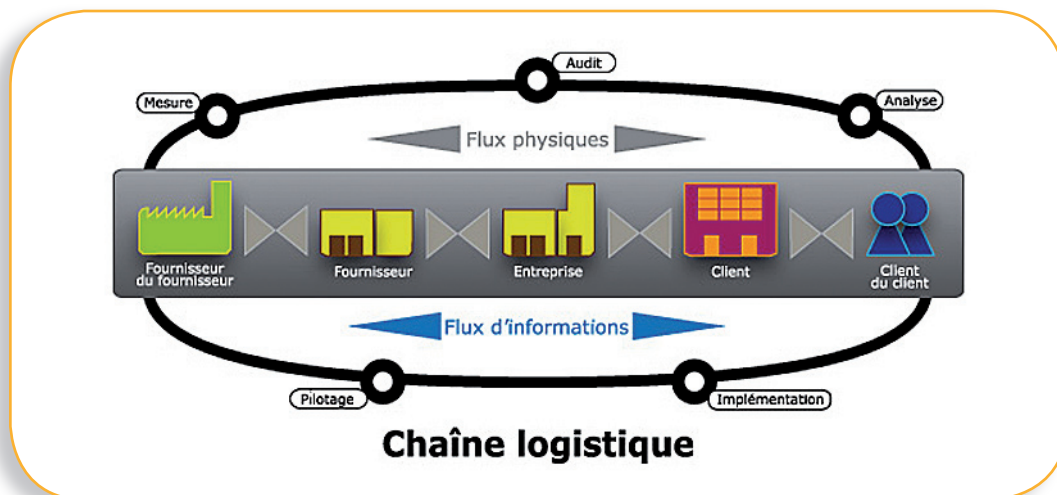 Audit
Mesure
Analyse
Flux physiques
Fournisseur
du fournisseur
Fournisseur
Entreprise
Client
Client
du client
Flux d'informations
Pilotage
Implémentation
Chaîne logistique